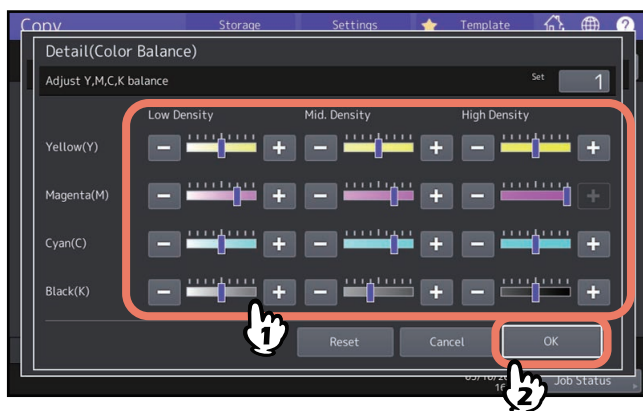 Copy Storage Settings Template ?
Detail(Color Balance)
Adjust Y,M,C,K balance Set 1
Low Density Mid. Density High Density
Yellow(Y) − + − + − +
Magenta(M) − + − + − +
Cyan(C) − + − + − +
Black(K) − + − + − +
1
Reset Cancel OK
Job Status
2